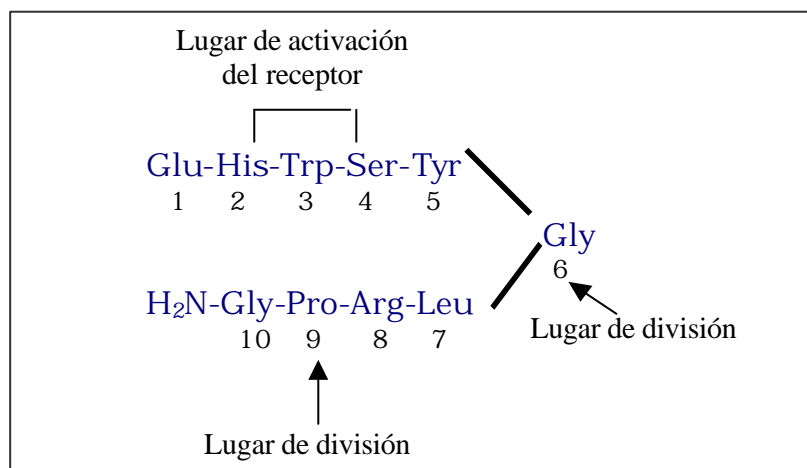 Lugar de activación
del receptor
Glu-His-Trp-Ser-Tyr
1 2 3 4 5
Gly
6
H₂N-Gly-Pro-Arg-Leu
10 9 8 7
Lugar de división
Lugar de división